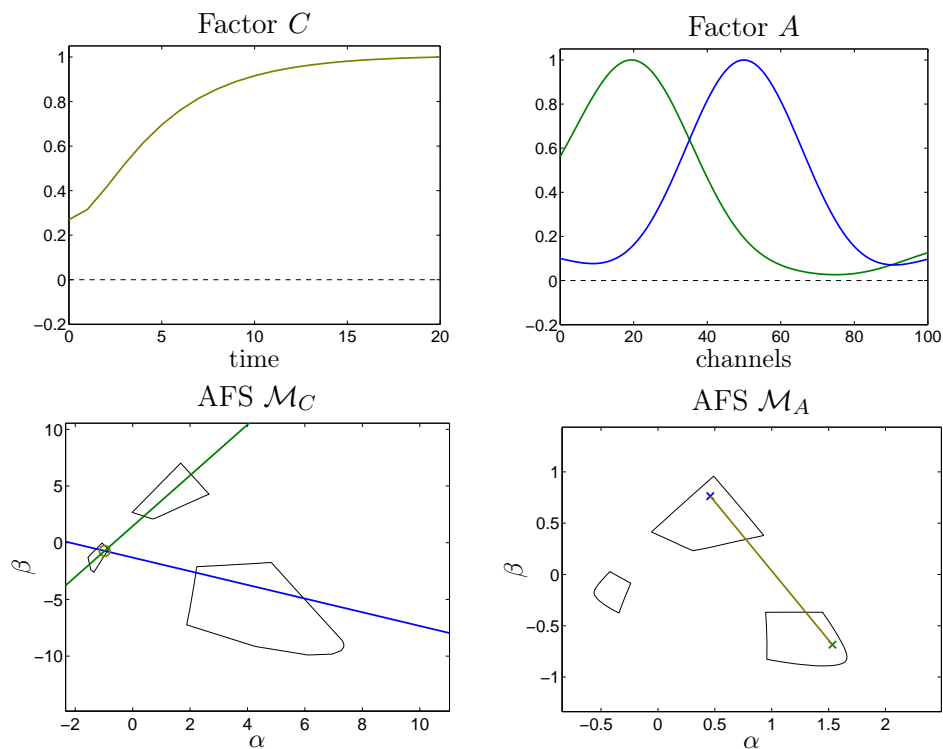 Factor C
1
0.8
0.6
0.4
0.2
0
−0.2
0 5 10 15 20
time
Factor A
1
0.8
0.6
0.4
0.2
0
−0.2
0 20 40 60 80 100
channels
AFS 𝓜_C
10
5
0
−5
−10
β
−2 0 2 4 6 8 10
α
AFS 𝓜_A
1
0.5
0
−0.5
−1
β
−0.5 0 0.5 1 1.5 2
α